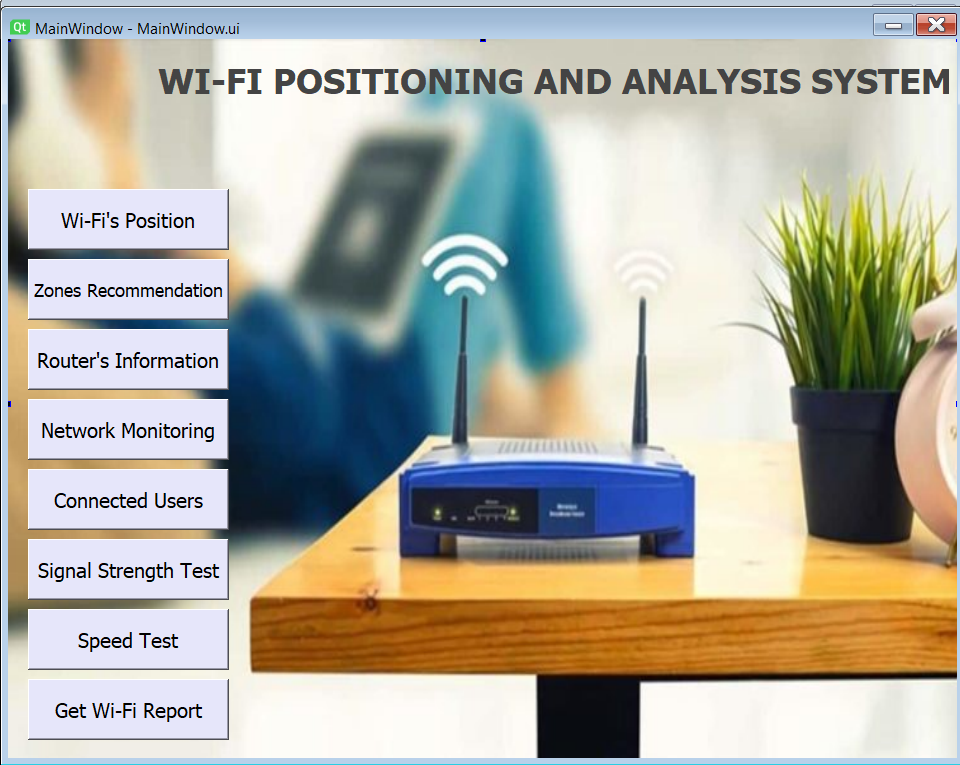 Qt MainWindow - MainWindow.ui
WI-FI POSITIONING AND ANALYSIS SYSTEM
Wi-Fi's Position
Zones Recommendation
Router's Information
Network Monitoring
Connected Users
Signal Strength Test
Speed Test
Get Wi-Fi Report